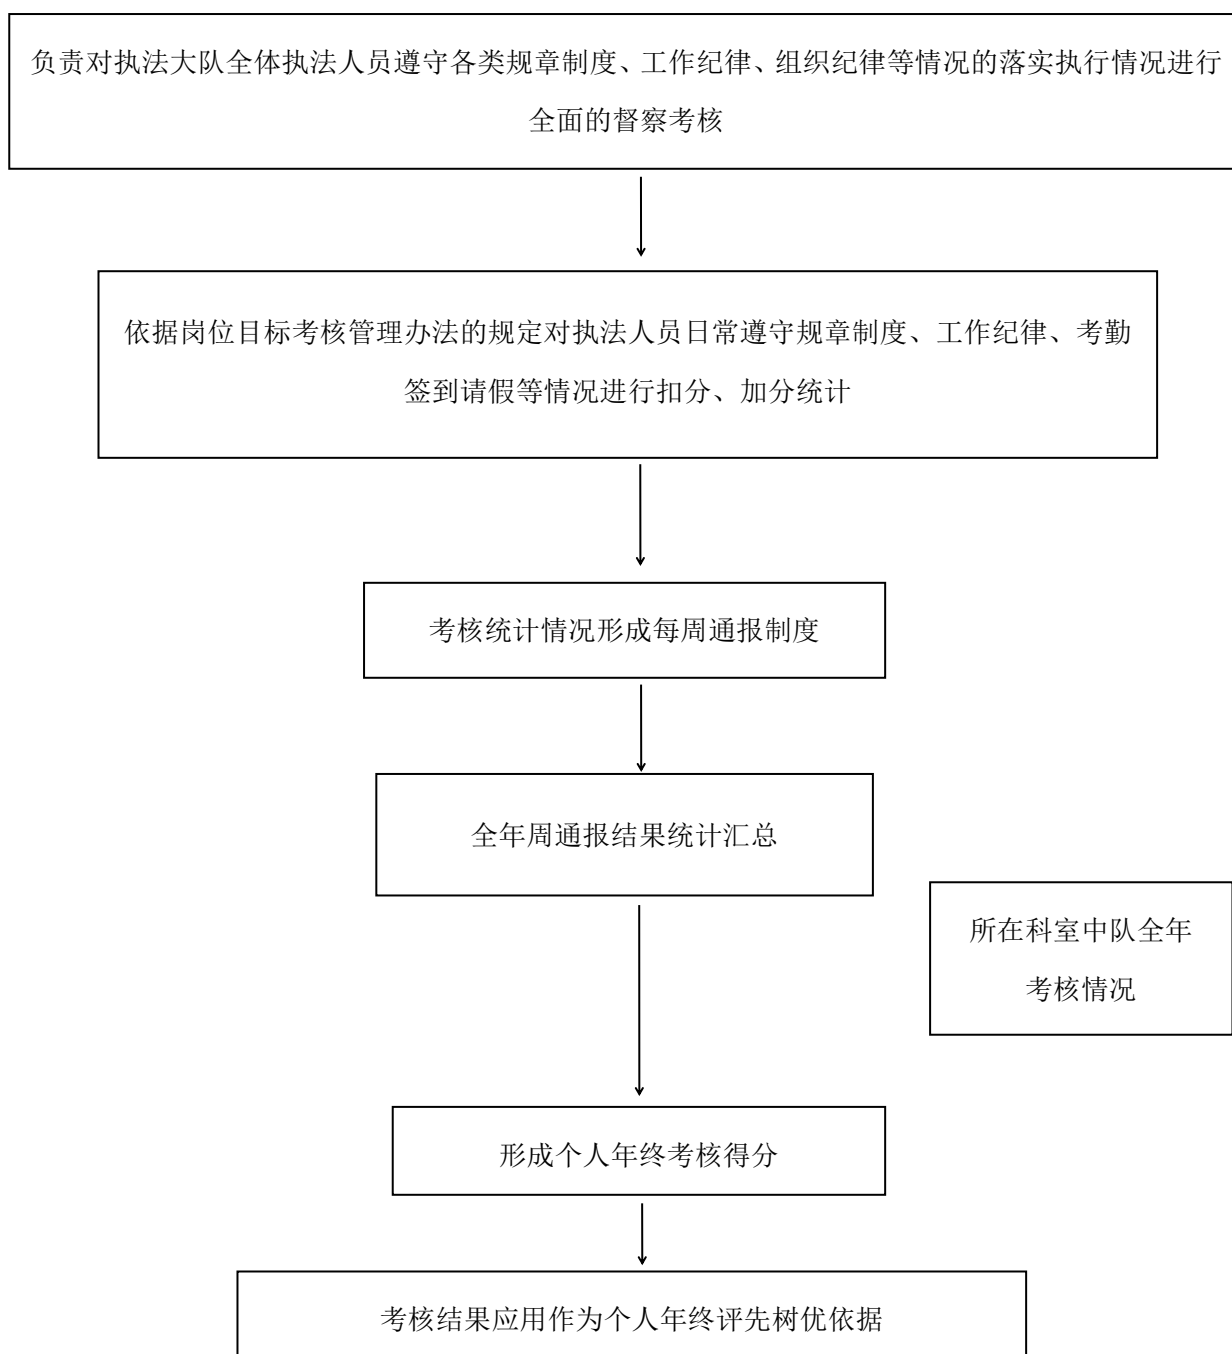 负责对执法大队全体执法人员遵守各类规章制度、工作纪律、组织纪律等情况的落实执行情况进行
全面的督察考核
依据岗位目标考核管理办法的规定对执法人员日常遵守规章制度、工作纪律、考勤
签到请假等情况进行扣分、加分统计
考核统计情况形成每周通报制度
全年周通报结果统计汇总
所在科室中队全年
考核情况
形成个人年终考核得分
考核结果应用作为个人年终评先树优依据